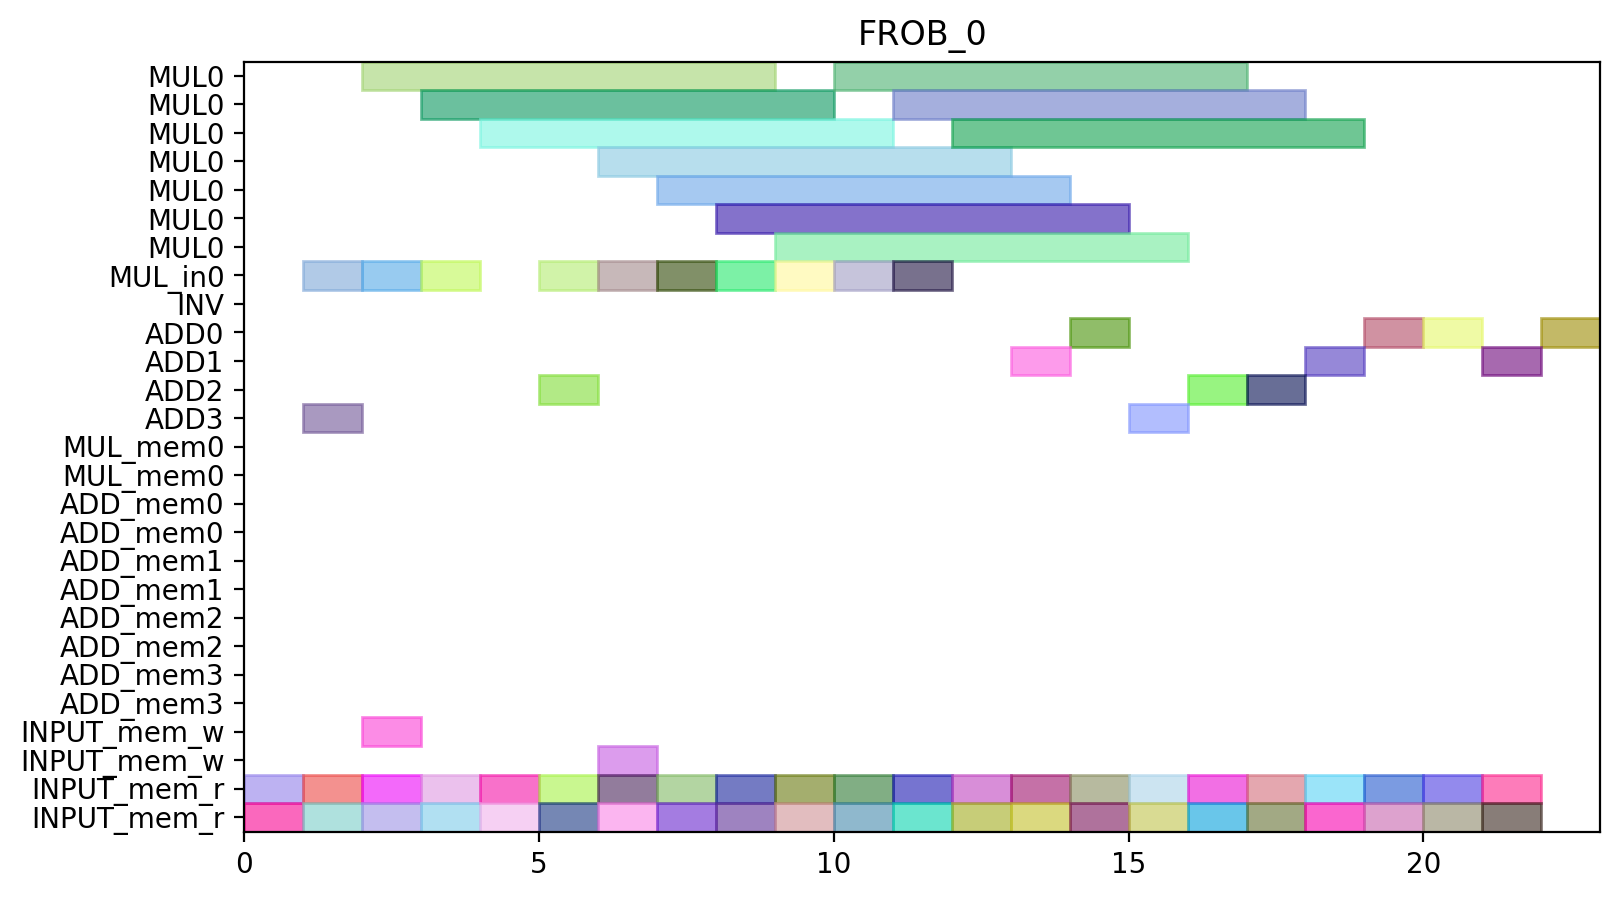 FROB_0
MUL0
MUL0
MUL0
MUL0
MUL0
MUL0
MUL0
MUL_in0
INV
ADD0
ADD1
ADD2
ADD3
MUL_mem0
MUL_mem0
ADD_mem0
ADD_mem0
ADD_mem1
ADD_mem1
ADD_mem2
ADD_mem2
ADD_mem3
ADD_mem3
INPUT_mem_w
INPUT_mem_w
INPUT_mem_r
INPUT_mem_r
0 5 10 15 20